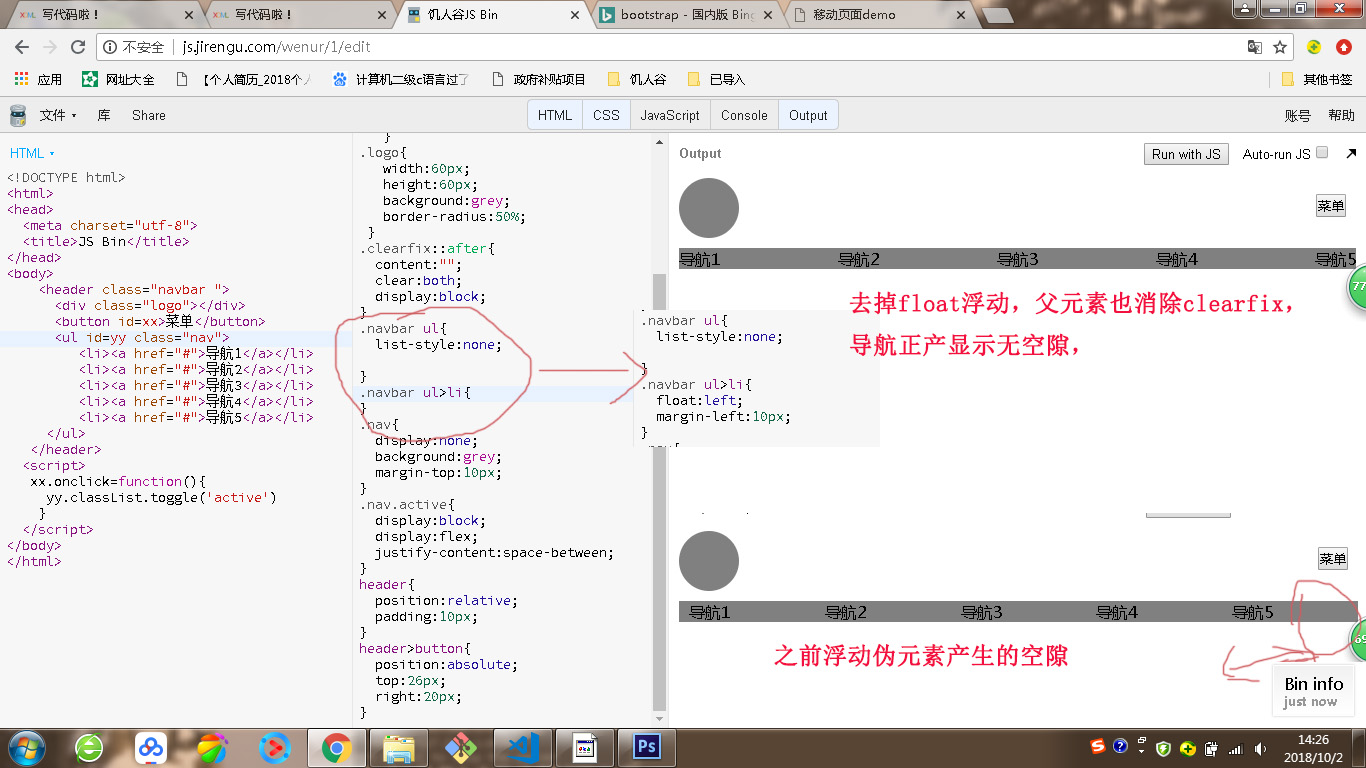 写代码啦！
写代码啦！
饥人谷JS Bin
bootstrap - 国内版 Bing
移动页面demo
不安全 | js.jirengu.com/wenur/1/edit
应用
网址大全
【个人简历_2018个人
计算机二级c语言过了
政府补贴项目
饥人谷
已导入
其他书签
文件
库
Share
HTML
CSS
JavaScript
Console
Output
账号
帮助
HTML
<!DOCTYPE html>
<html>
<head>
<meta charset="utf-8">
<title>JS Bin</title>
</head>
<body>
<header class="navbar ">
<div class="logo"></div>
<button id=xx>菜单</button>
<ul id=yy class="nav">
<li><a href="#">导航1</a></li>
<li><a href="#">导航2</a></li>
<li><a href="#">导航3</a></li>
<li><a href="#">导航4</a></li>
<li><a href="#">导航5</a></li>
</ul>
</header>
<script>
xx.onclick=function(){
yy.classList.toggle('active')
}
</script>
</body>
</html>
}
.logo{
width:60px;
height:60px;
background:grey;
border-radius:50%;
}
.clearfix::after{
content:"";
clear:both;
display:block;
}
.navbar ul{
list-style:none;
}
.navbar ul>li{
}
.nav{
display:none;
background:grey;
margin-top:10px;
}
.nav.active{
display:block;
display:flex;
justify-content:space-between;
}
header{
position:relative;
padding:10px;
}
header>button{
position:absolute;
top:26px;
right:20px;
}
.navbar ul{
list-style:none;
}
.navbar ul>li{
float:left;
margin-left:10px;
}
Output
Run with JS
Auto-run JS
菜单
导航1 导航2 导航3 导航4 导航5
77
去掉float浮动，父元素也消除clearfix，
导航正产显示无空隙，
菜单
导航1 导航2 导航3 导航4 导航5
69
之前浮动伪元素产生的空隙
Bin info
just now
14:26
2018/10/2